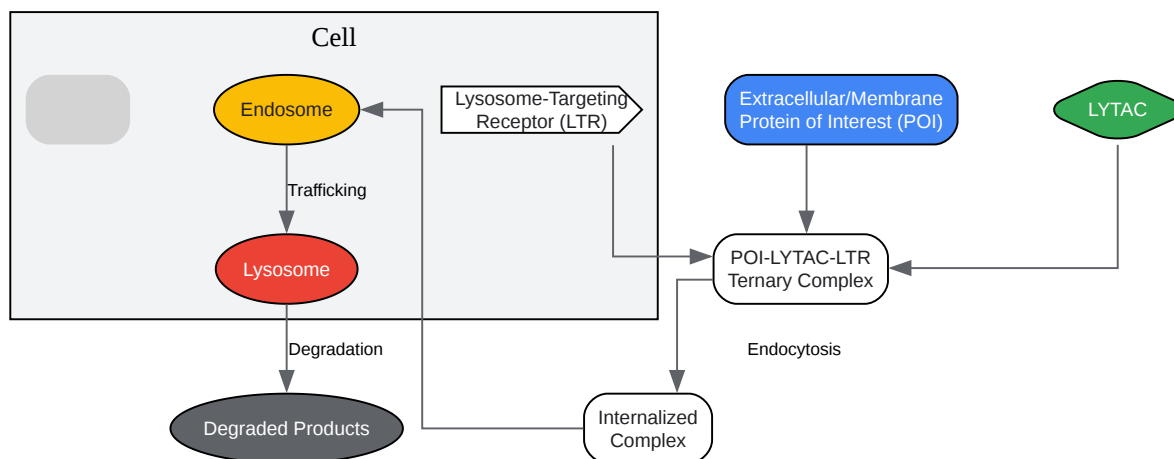 Cell
Endosome
Lysosome-Targeting
Receptor (LTR)
Extracellular/Membrane
Protein of Interest (POI)
LYTAC
Trafficking
Lysosome
POI-LYTAC-LTR
Ternary Complex
Degradation
Endocytosis
Degraded Products
Internalized
Complex